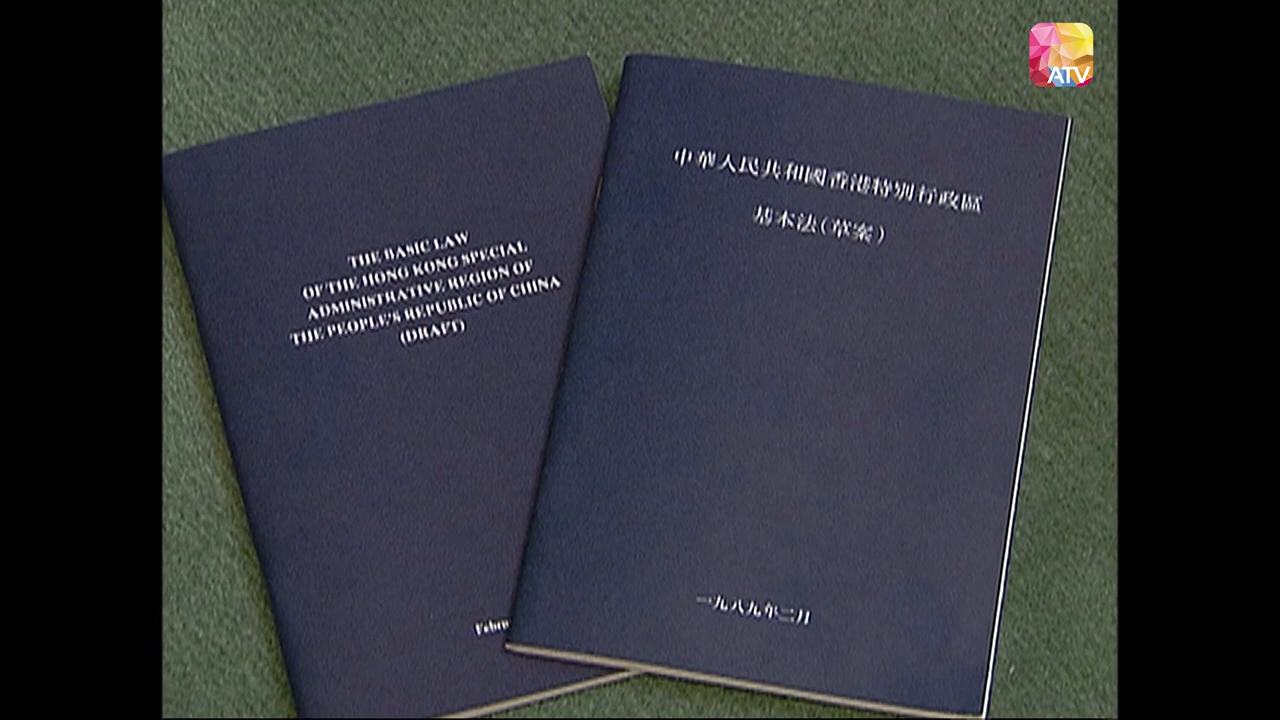 THE BASIC LAW
OF THE HONG KONG SPECIAL
ADMINISTRATIVE REGION OF
THE PEOPLE'S REPUBLIC OF CHINA
(DRAFT)
Febru
中華人民共和國香港特別行政區
基本法(草案)
一九八九年二月
ATV